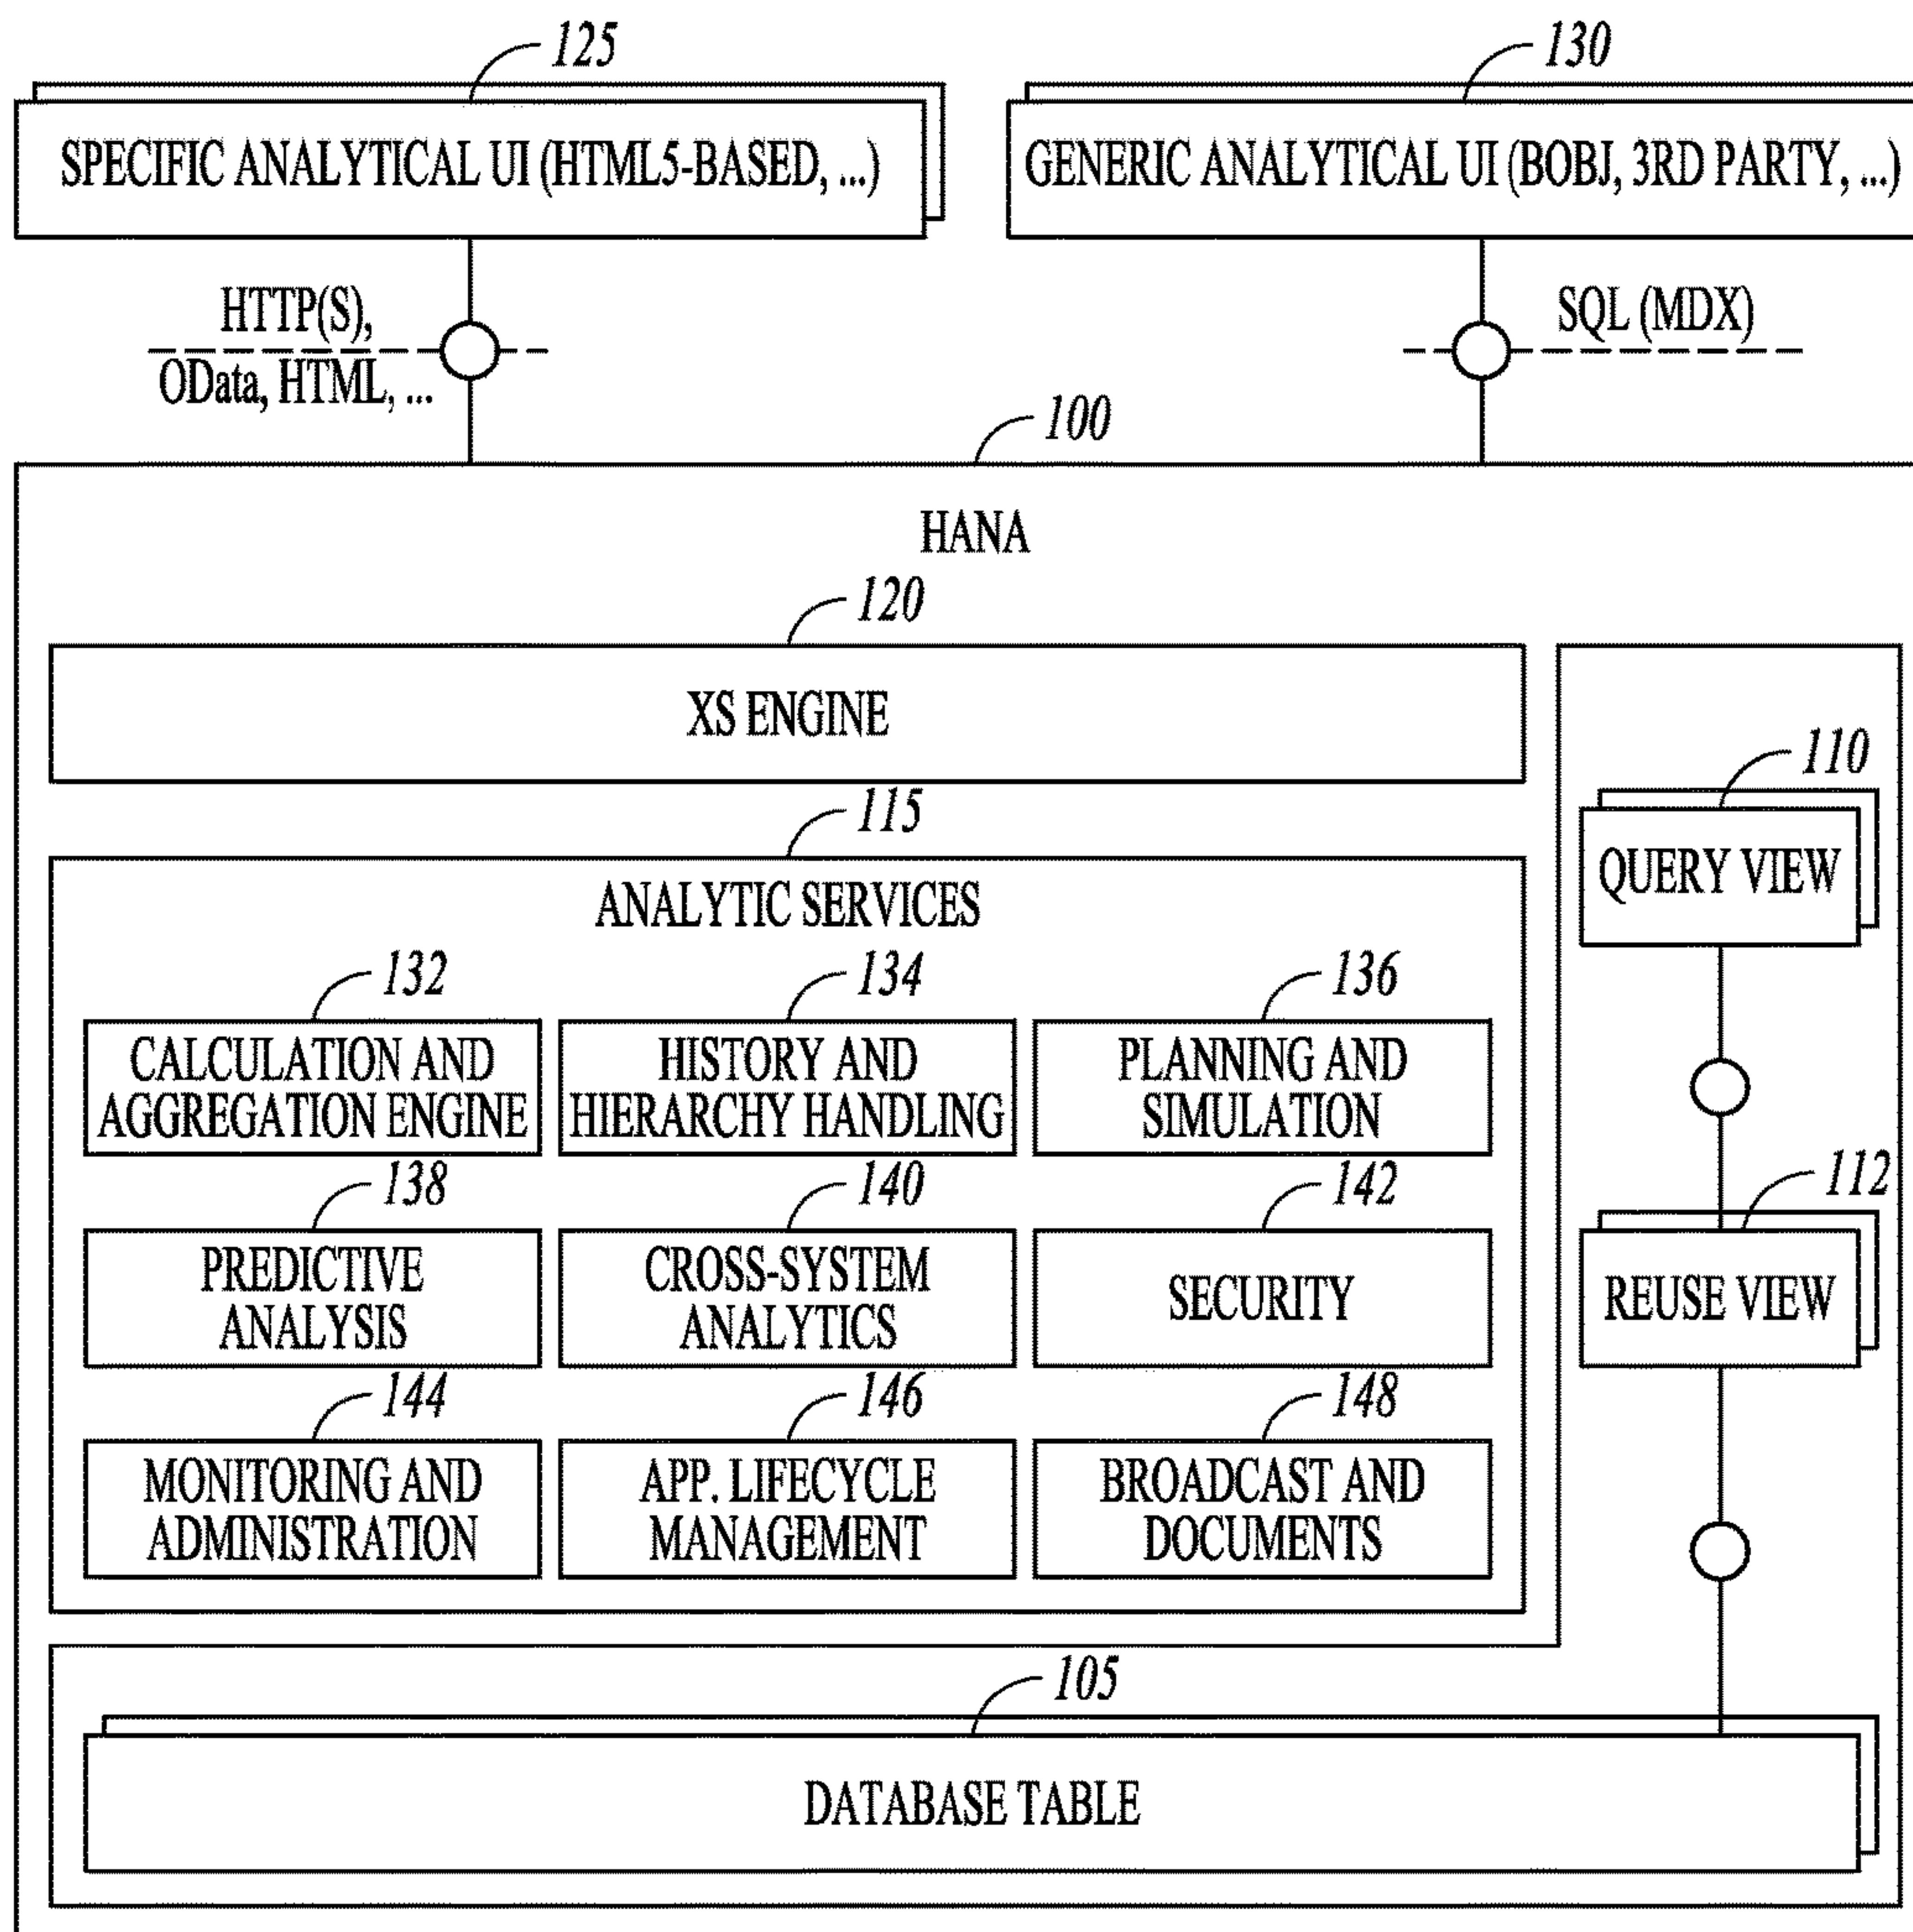 125
130
SPECIFIC ANALYTICAL UI (HTML5-BASED, ...)
GENERIC ANALYTICAL UI (BOBJ, 3RD PARTY, ...)
HTTP(S),
OData, HTML, ...
SQL (MDX)
100
HANA
120
XS ENGINE
110
QUERY VIEW
115
ANALYTIC SERVICES
132
134
136
CALCULATION AND
AGGREGATION ENGINE
HISTORY AND
HIERARCHY HANDLING
PLANNING AND
SIMULATION
138
140
142
112
PREDICTIVE
ANALYSIS
CROSS-SYSTEM
ANALYTICS
SECURITY
REUSE VIEW
144
146
148
MONITORING AND
ADMINISTRATION
APP. LIFECYCLE
MANAGEMENT
BROADCAST AND
DOCUMENTS
105
DATABASE TABLE